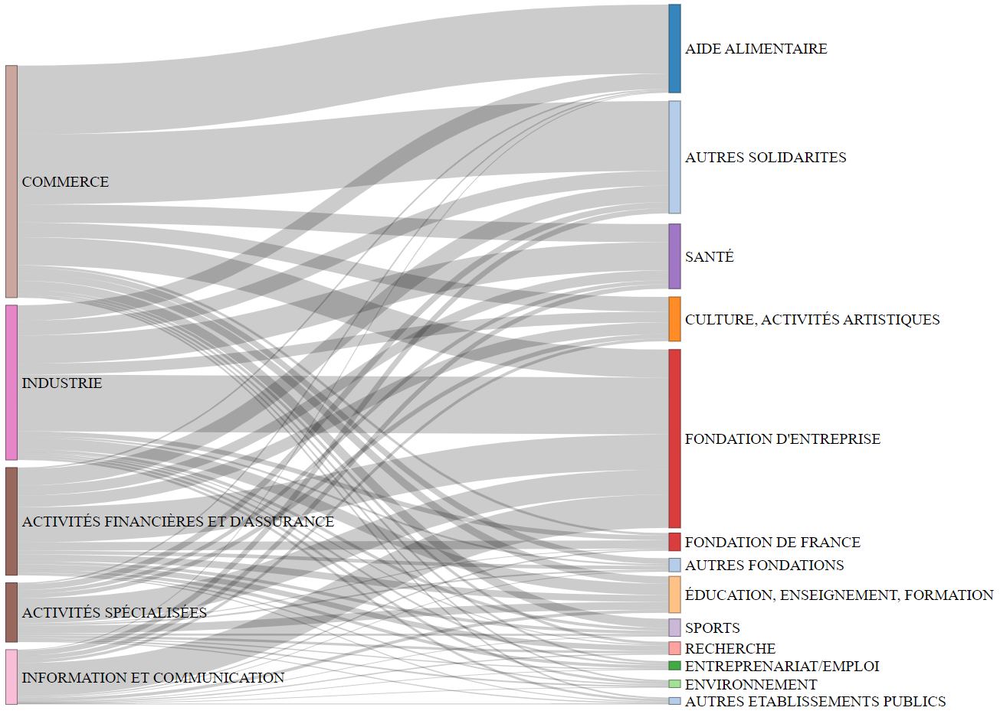 COMMERCE
INDUSTRIE
ACTIVITÉS FINANCIÈRES ET D'ASSURANCE
ACTIVITÉS SPÉCIALISÉES
INFORMATION ET COMMUNICATION
AIDE ALIMENTAIRE
AUTRES SOLIDARITES
SANTÉ
CULTURE, ACTIVITÉS ARTISTIQUES
FONDATION D'ENTREPRISE
FONDATION DE FRANCE
AUTRES FONDATIONS
ÉDUCATION, ENSEIGNEMENT, FORMATION
SPORTS
RECHERCHE
ENTREPRENARIAT/EMPLOI
ENVIRONNEMENT
AUTRES ETABLISSEMENTS PUBLICS